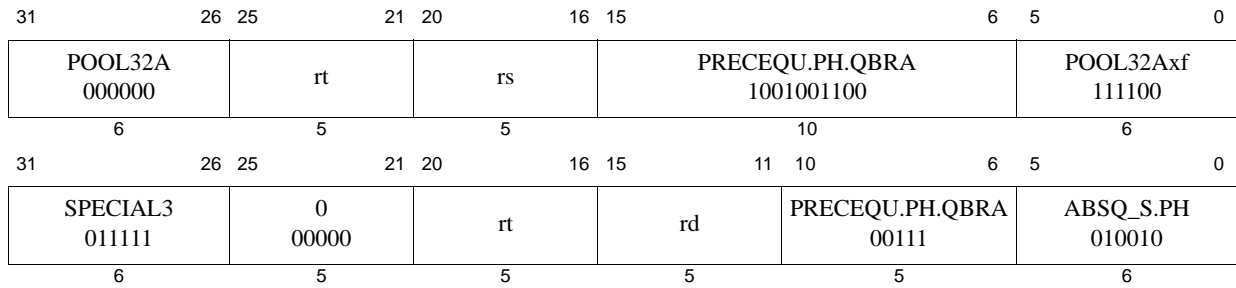 31 26 25 21 20 16 15 6 5 0
POOL32A rt rs PRECEQU.PH.QBRA POOL32Axf
000000 1001001100 111100
6 5 5 10 6
31 26 25 21 20 16 15 11 10 6 5 0
SPECIAL3 0 rt rd PRECEQU.PH.QBRA ABSQ_S.PH
011111 00000 00111 010010
6 5 5 5 5 6